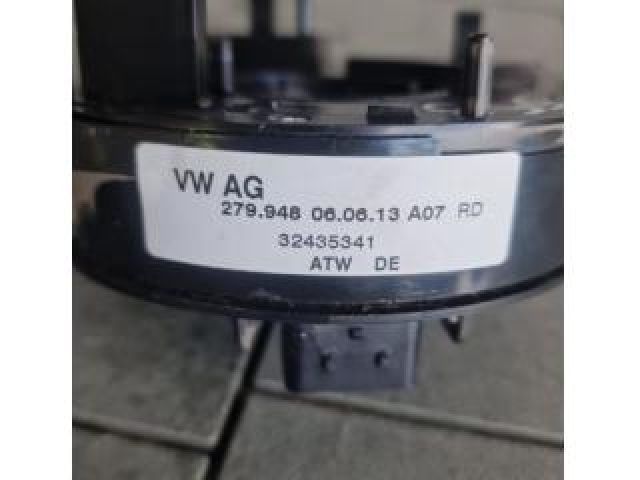 VW AG
279.948 06.06.13 A07 RD
32435341
ATW DE